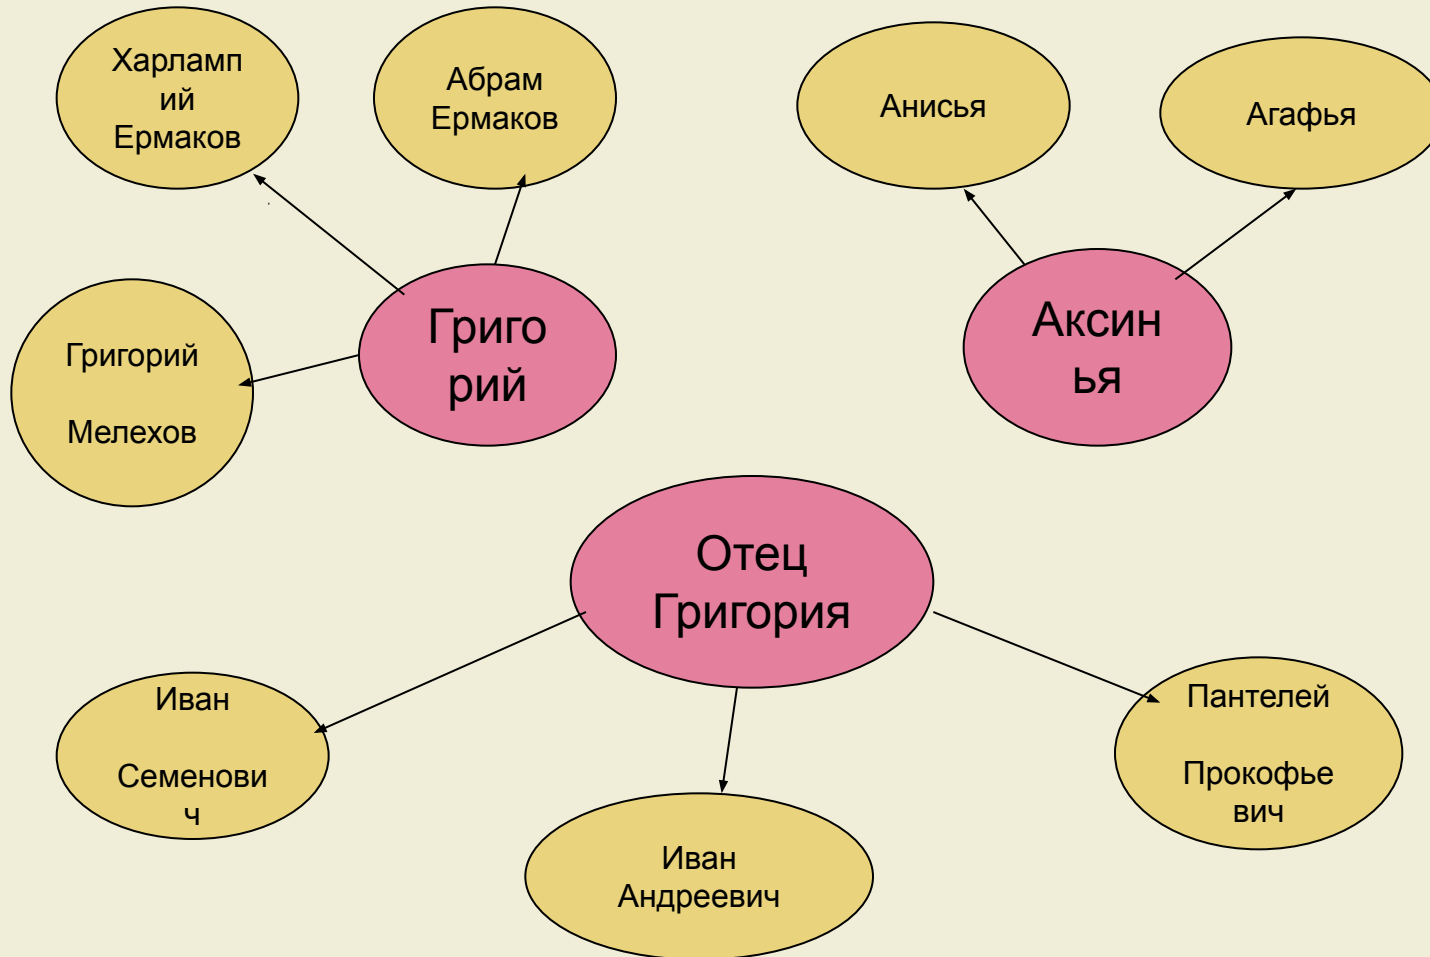 Харламп
ий
Ермаков
Абрам
Ермаков
Анисья
Агафья
Григорий
Мелехов
Григо
рий
Аксин
ья
Отец
Григория
Иван
Семенови
ч
Иван
Андреевич
Пантелей
Прокофье
вич